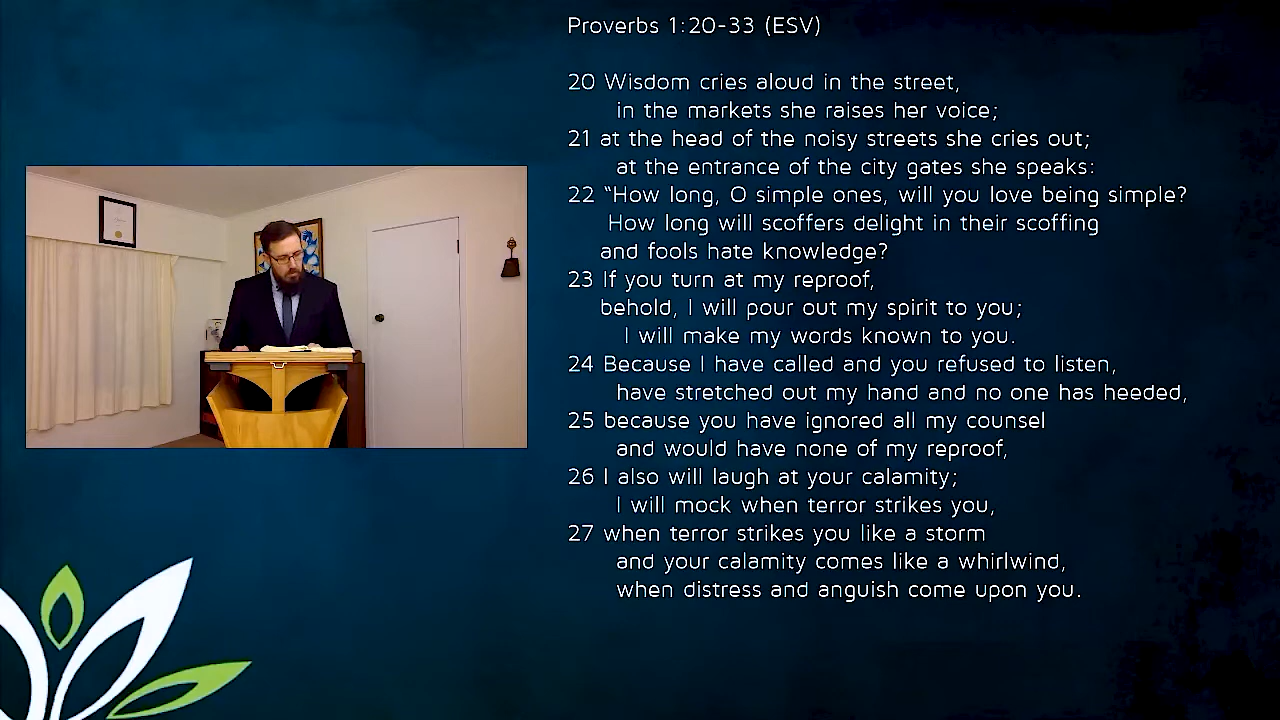 Proverbs 1:20-33 (ESV)
20 Wisdom cries aloud in the street,
in the markets she raises her voice;
21 at the head of the noisy streets she cries out;
at the entrance of the city gates she speaks:
22 “How long, O simple ones, will you love being simple?
How long will scoffers delight in their scoffing
and fools hate knowledge?
23 If you turn at my reproof,
behold, I will pour out my spirit to you;
I will make my words known to you.
24 Because I have called and you refused to listen,
have stretched out my hand and no one has heeded,
25 because you have ignored all my counsel
and would have none of my reproof,
26 I also will laugh at your calamity;
I will mock when terror strikes you,
27 when terror strikes you like a storm
and your calamity comes like a whirlwind,
when distress and anguish come upon you.